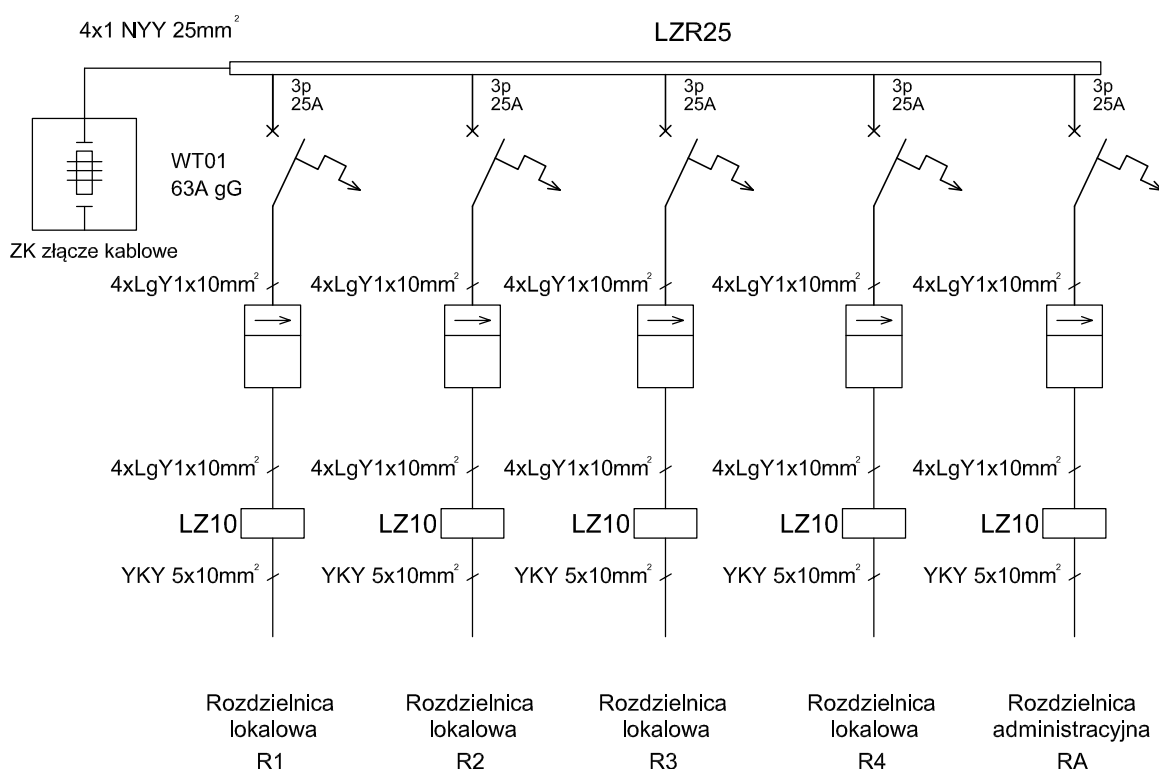 4x1 NYY 25mm²
LZR25
3p
25A
3p
25A
3p
25A
3p
25A
3p
25A
WT01
63A gG
ZK złącze kablowe
4xLgY1x10mm² 4xLgY1x10mm² 4xLgY1x10mm² 4xLgY1x10mm² 4xLgY1x10mm²
4xLgY1x10mm² 4xLgY1x10mm² 4xLgY1x10mm² 4xLgY1x10mm² 4xLgY1x10mm²
LZ10 LZ10 LZ10 LZ10 LZ10
YKY 5x10mm² YKY 5x10mm² YKY 5x10mm² YKY 5x10mm² YKY 5x10mm²
Rozdzielnica
lokalowa
R1
Rozdzielnica
lokalowa
R2
Rozdzielnica
lokalowa
R3
Rozdzielnica
lokalowa
R4
Rozdzielnica
administracyjna
RA